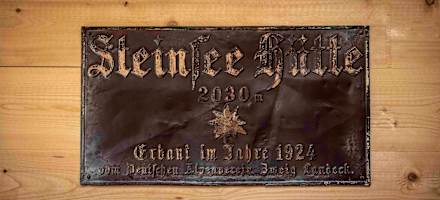 Steinsee Hütte
2030 m
Erbaut im Jahre 1924
vom Deutschen Alpenverein Zweig Landeck.